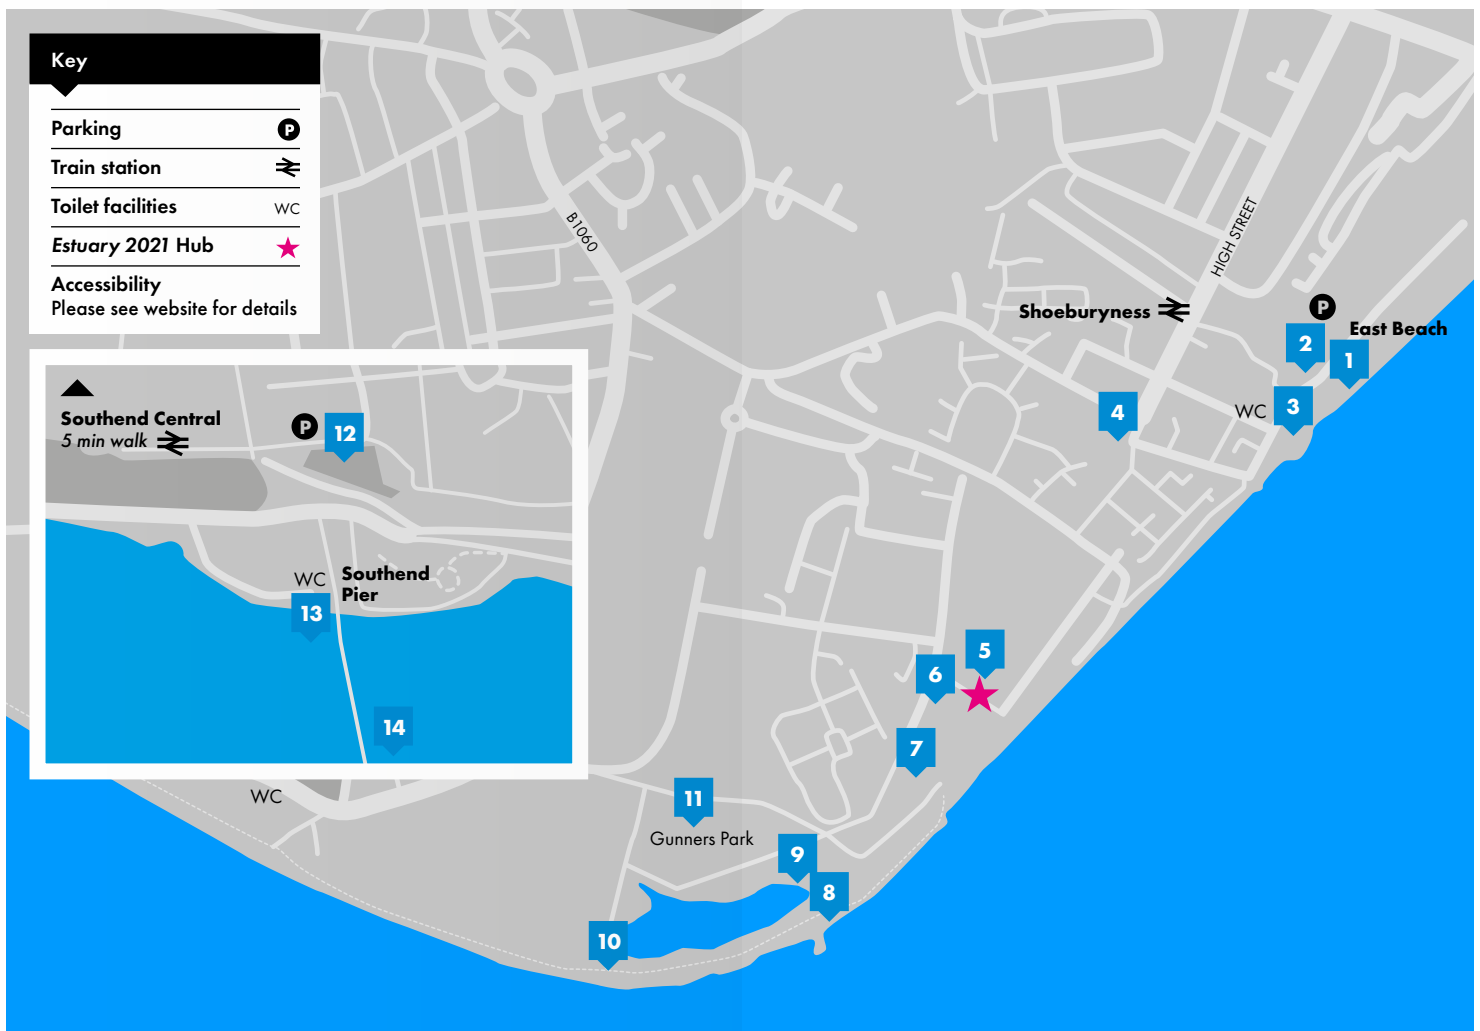 Key
Parking P
Train station
Toilet facilities WC
Estuary 2021 Hub
Accessibility
Please see website for details
B1060
HIGH STREET
Shoeburyness
P
East Beach
2
1
4
WC 3
Southend Central
5 min walk
P 12
WC Southend
Pier
13
14
5
6
7
WC
11
Gunners Park
9
8
10